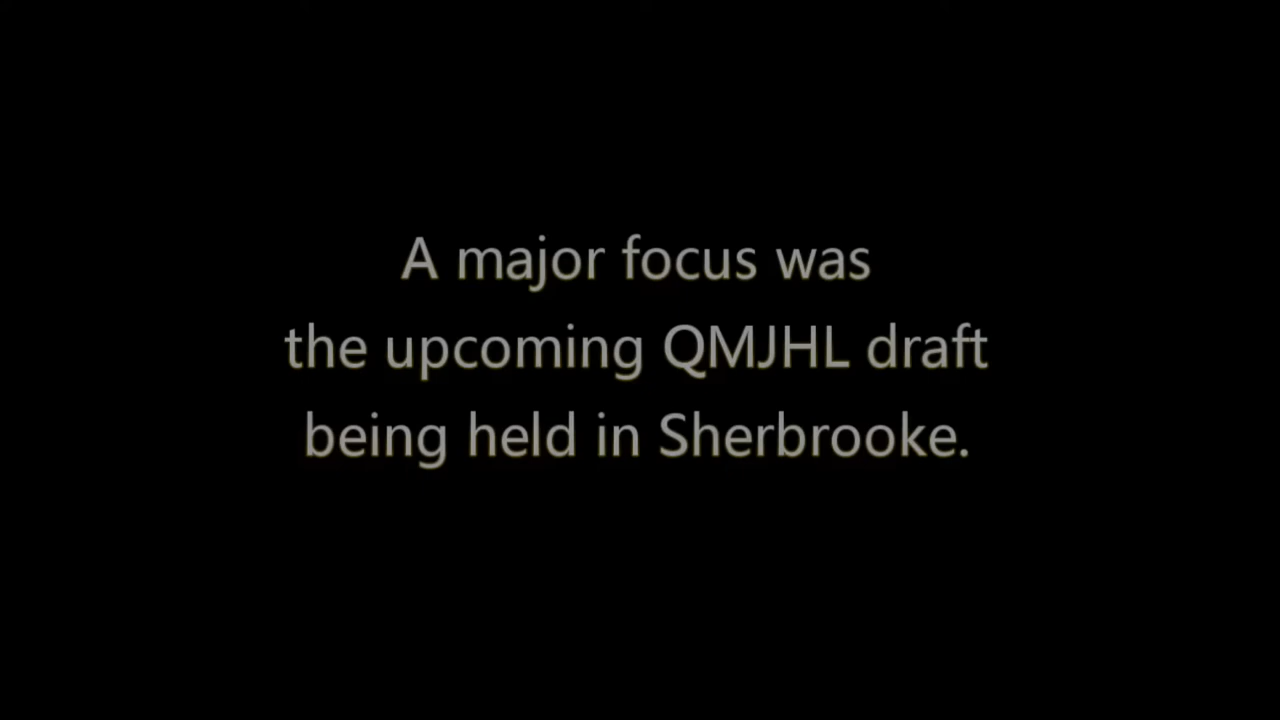 A major focus was
the upcoming QMJHL draft
being held in Sherbrooke.